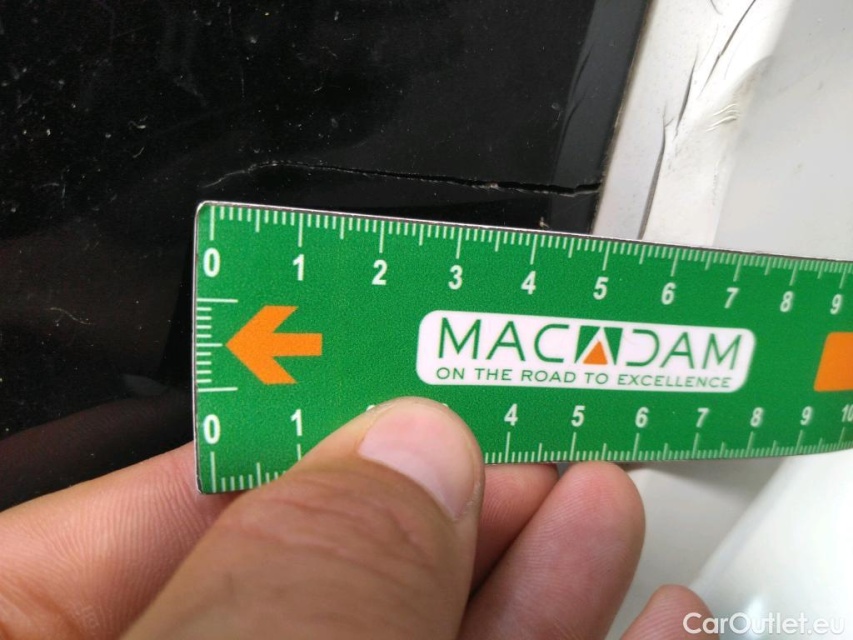 0 1 2 3 4 5 6 7 8 9
MACADAM
ON THE ROAD TO EXCELLENCE
0 1 4 5 6 7 8 9 10
CarOutlet.eu